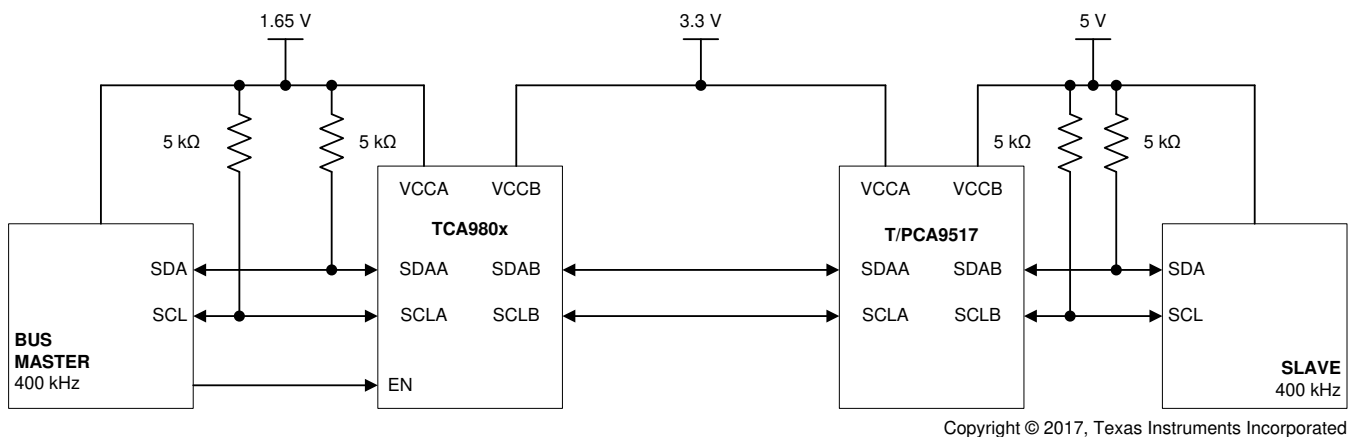 1.65 V
3.3 V
5 V
5 kΩ
5 kΩ
5 kΩ
5 kΩ
VCCA
VCCB
VCCA
VCCB
TCA980x
T/PCA9517
SDA
SDAA
SDAB
SDAA
SDAB
SDA
SCL
SCLA
SCLB
SCLA
SCLB
SCL
BUS
MASTER
400 kHz
EN
SLAVE
400 kHz
Copyright © 2017, Texas Instruments Incorporated